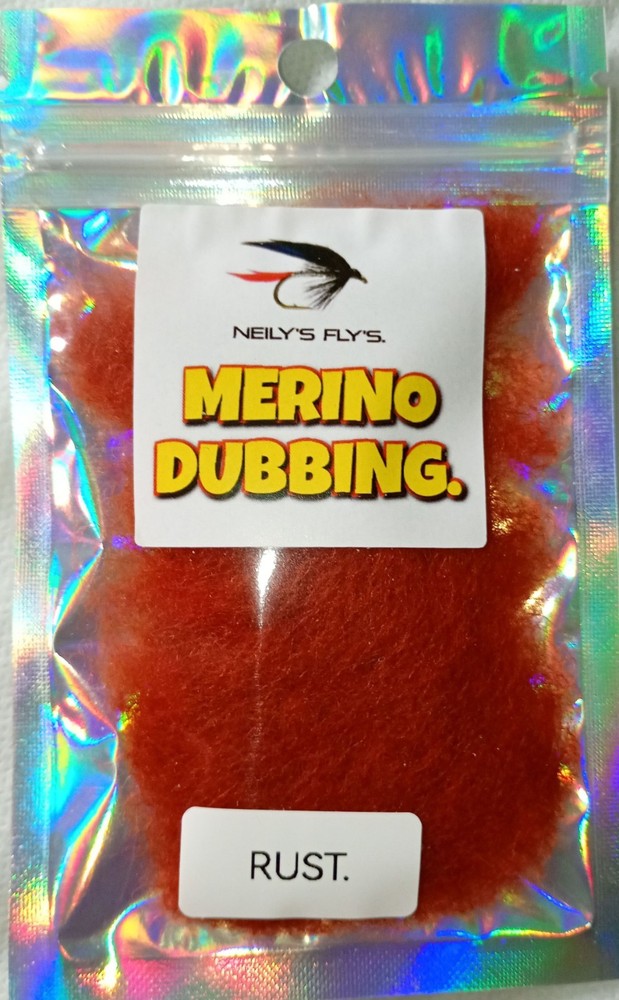 NEILY'S FLY'S.
MERINO
DUBBING.
RUST.